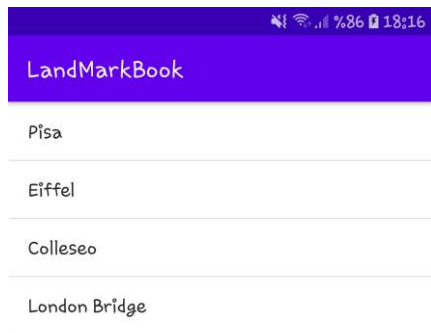 %86 18:16
LandMarkBook
Pisa
Eiffel
Colleseo
London Bridge